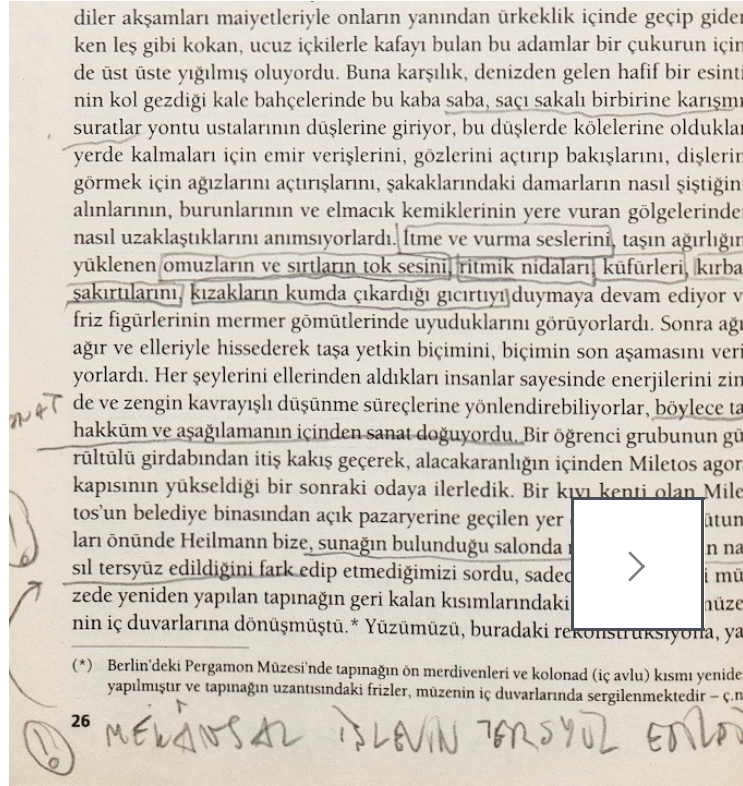 diler akşamları maiyetleriyle onların yanından ürkeklik içinde geçip gider
ken leş gibi kokan, ucuz içkilerle kafayı bulan bu adamlar bir çukurun için
de üst üste yığılmış oluyordu. Buna karşılık, denizden gelen hafif bir esinti
nin kol gezdiği kale bahçelerinde bu kaba saba, saçı sakalı birbirine karışmı
suratlar yontu ustalarının düşlerine giriyor, bu düşlerde kölelerine oldukla
yerde kalmaları için emir verişlerini, gözlerini açtırıp bakışlarını, dişlerin
görmek için ağızlarını açtırışlarını, şakaklarındaki damarların nasıl şiştiğin
alınlarının, burunlarının ve elmacık kemiklerinin yere vuran gölgelerinde
nasıl uzaklaştıklarını anımsıyorlardı. İtme ve vurma seslerini, taşın ağırlığın
yüklenen omuzların ve sırtların tok sesini, ritmik nidaları, küfürleri, kırba
şakırtılarını, kızakların kumda çıkardığı gıcırtıyı duymaya devam ediyor v
friz figürlerinin mermer gömütlerinde uyuduklarını görüyorlardı. Sonra ağı
ağır ve elleriyle hissederek taşa yetkin biçimini, biçimin son aşamasını veri
yorlardı. Her şeylerini ellerinden aldıkları insanlar sayesinde enerjilerini zin
de ve zengin kavrayışlı düşünme süreçlerine yönlendirebiliyorlar, böylece ta
hakküm ve aşağılamanın içinden sanat doğuyordu. Bir öğrenci grubunun gü
rültülü girdabından itiş kakış geçerek, alacakaranlığın içinden Miletos agor
kapısının yükseldiği bir sonraki odaya ilerledik. Bir kıyı kenti olan Mile
tos'un belediye binasından açık pazaryerine geçilen yer ütun
ları önünde Heilmann bize, sunağın bulunduğu salonda n na
sıl tersyüz edildiğini fark edip etmediğimizi sordu, sadec i mü
zede yeniden yapılan tapınağın geri kalan kısımlarındaki müze
nin iç duvarlarına dönüşmüştü.* Yüzümüzü, buradaki rekonstrüksiyona, ya
(*) Berlin'deki Pergamon Müzesi'nde tapınağın ön merdivenleri ve kolonad (iç avlu) kısmı yenide
yapılmıştır ve tapınağın uzantısındaki frizler, müzenin iç duvarlarında sergilenmektedir – ç.n
26 MEKÂNSAL İŞLEVİN TERSYÜZ